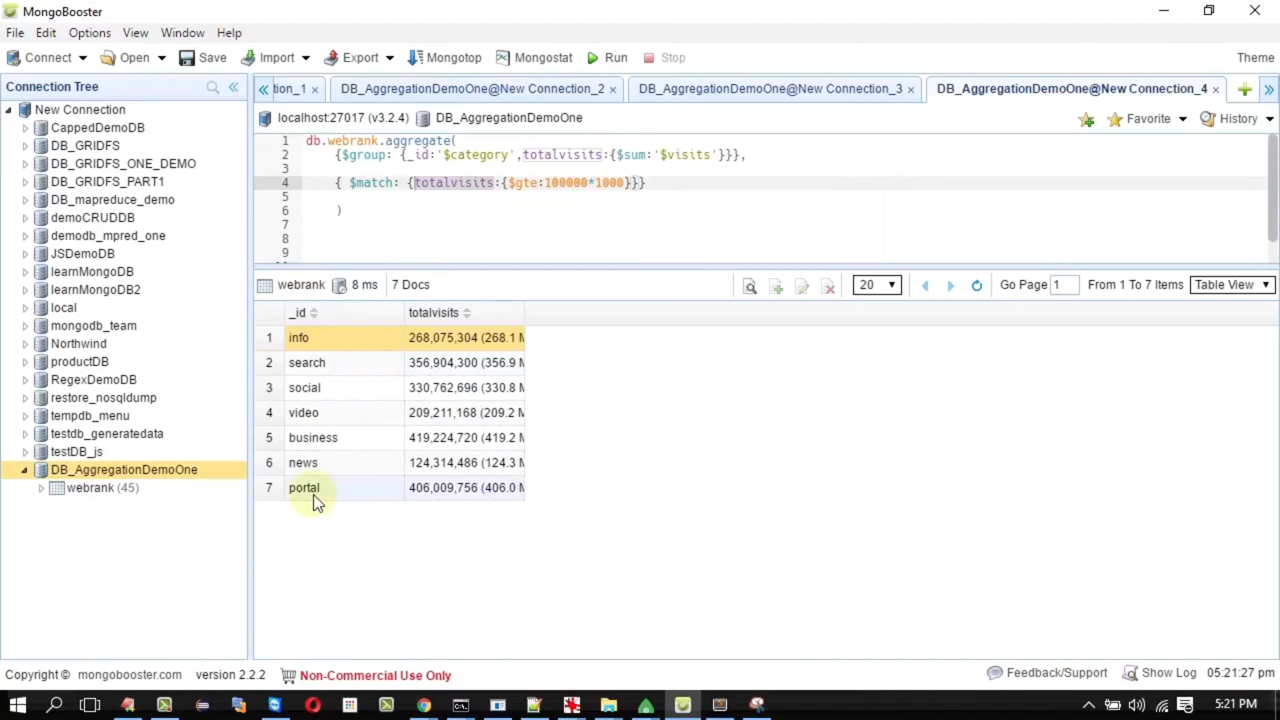 MongoBooster
File Edit Options View Window Help
Connect Open Save Import Export Mongotop Mongostat Run Stop Theme
Connection Tree
tion_1 × DB_AggregationDemoOne@New Connection_2 × DB_AggregationDemoOne@New Connection_3 × DB_AggregationDemoOne@New Connection_4 ×
localhost:27017 (v3.2.4) DB_AggregationDemoOne Favorite History
New Connection
CappedDemoDB
DB_GRIDFS
DB_GRIDFS_ONE_DEMO
DB_GRIDFS_PART1
DB_mapreduce_demo
demoCRUDDB
demodb_mpred_one
JSDemoDB
learnMongoDB
learnMongoDB2
local
mongodb_team
Northwind
productDB
RegexDemoDB
restore_nosqldump
tempdb_menu
testdb_generatedata
testDB_js
DB_AggregationDemoOne
webrank (45)
1 db.webrank.aggregate(
2 {$group: {_id:'$category',totalvisits:{$sum:'$visits'}}},
3
4 { $match: {totalvisits:{$gte:100000*1000}}}
5
6 )
7
8
9
webrank 8 ms 7 Docs 20 Go Page 1 From 1 To 7 Items Table View
_id totalvisits
1 info 268,075,304 (268.1 M
2 search 356,904,300 (356.9 M
3 social 330,762,696 (330.8 M
4 video 209,211,168 (209.2 M
5 business 419,224,720 (419.2 M
6 news 124,314,486 (124.3 M
7 portal 406,009,756 (406.0 M
Copyright © mongobooster.com version 2.2.2 Non-Commercial Use Only Feedback/Support Show Log 05:21:27 pm
5:21 PM